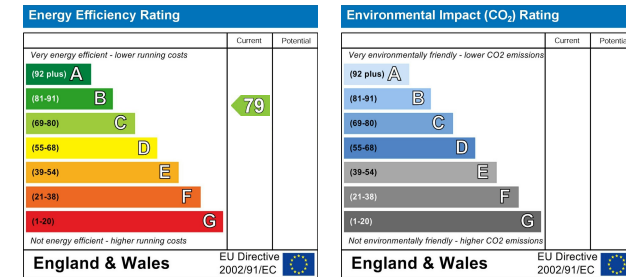 Energy Efficiency Rating
Current Potential
Very energy efficient - lower running costs
(92 plus) A
(81-91) B
79
(69-80) C
(55-68) D
(39-54) E
(21-38) F
(1-20) G
Not energy efficient - higher running costs
England & Wales
EU Directive
2002/91/EC
Environmental Impact (CO₂) Rating
Current Potential
Very environmentally friendly - lower CO2 emissions
(92 plus) A
(81-91) B
(69-80) C
(55-68) D
(39-54) E
(21-38) F
(1-20) G
Not environmentally friendly - higher CO2 emissions
England & Wales
EU Directive
2002/91/EC